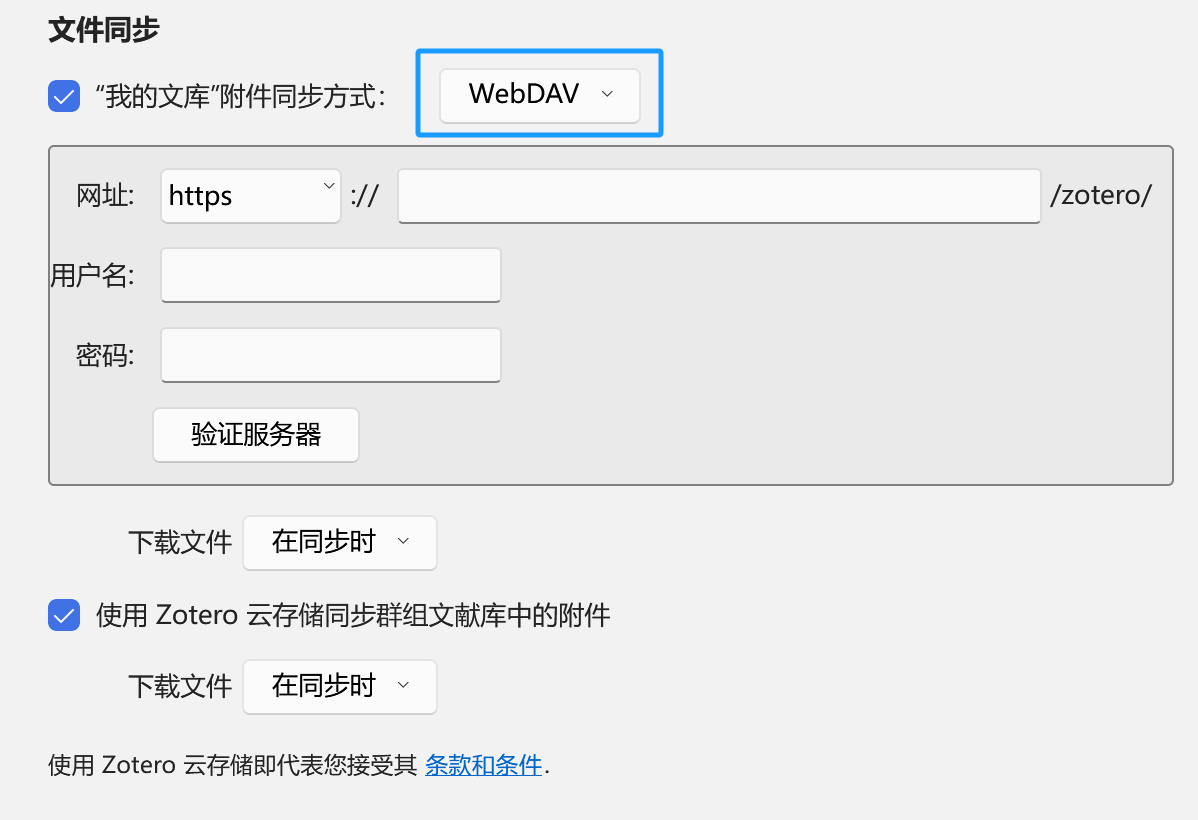 文件同步
“我的文库”附件同步方式： WebDAV
网址: https :// /zotero/
用户名:
密码:
验证服务器
下载文件 在同步时
使用 Zotero 云存储同步群组文献库中的附件
下载文件 在同步时
使用 Zotero 云存储即代表您接受其 条款和条件.